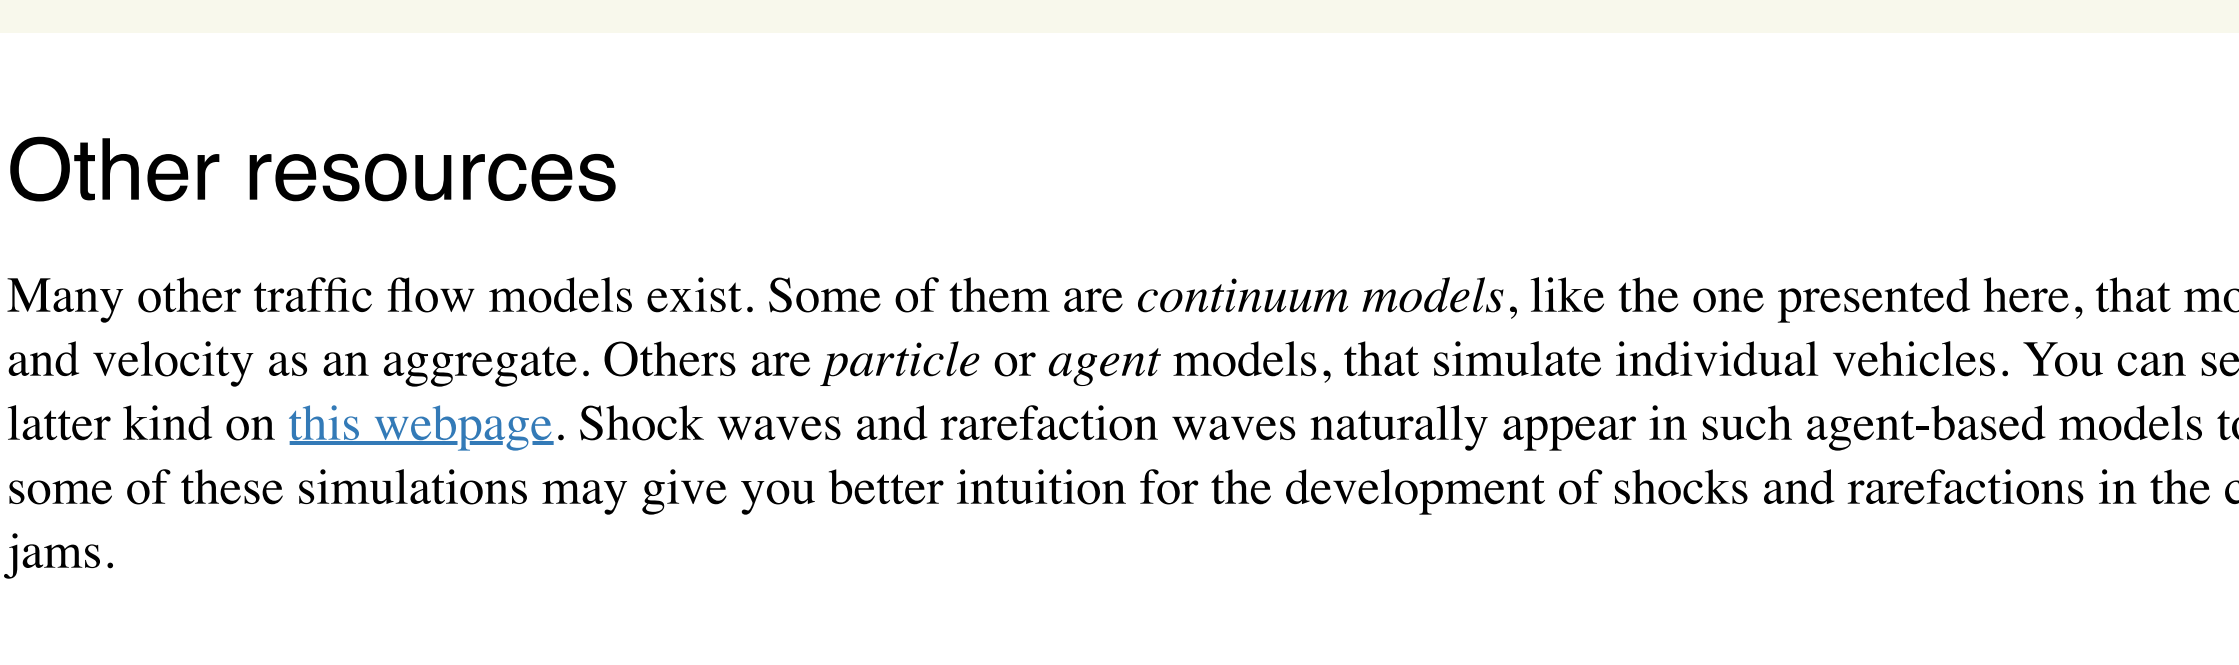 Other resources
Many other traffic flow models exist. Some of them are continuum models, like the one presented here, that
and velocity as an aggregate. Others are particle or agent models, that simulate individual vehicles. You can
latter kind on this webpage. Shock waves and rarefaction waves naturally appear in such agent-based models
some of these simulations may give you better intuition for the development of shocks and rarefactions in the
jams.